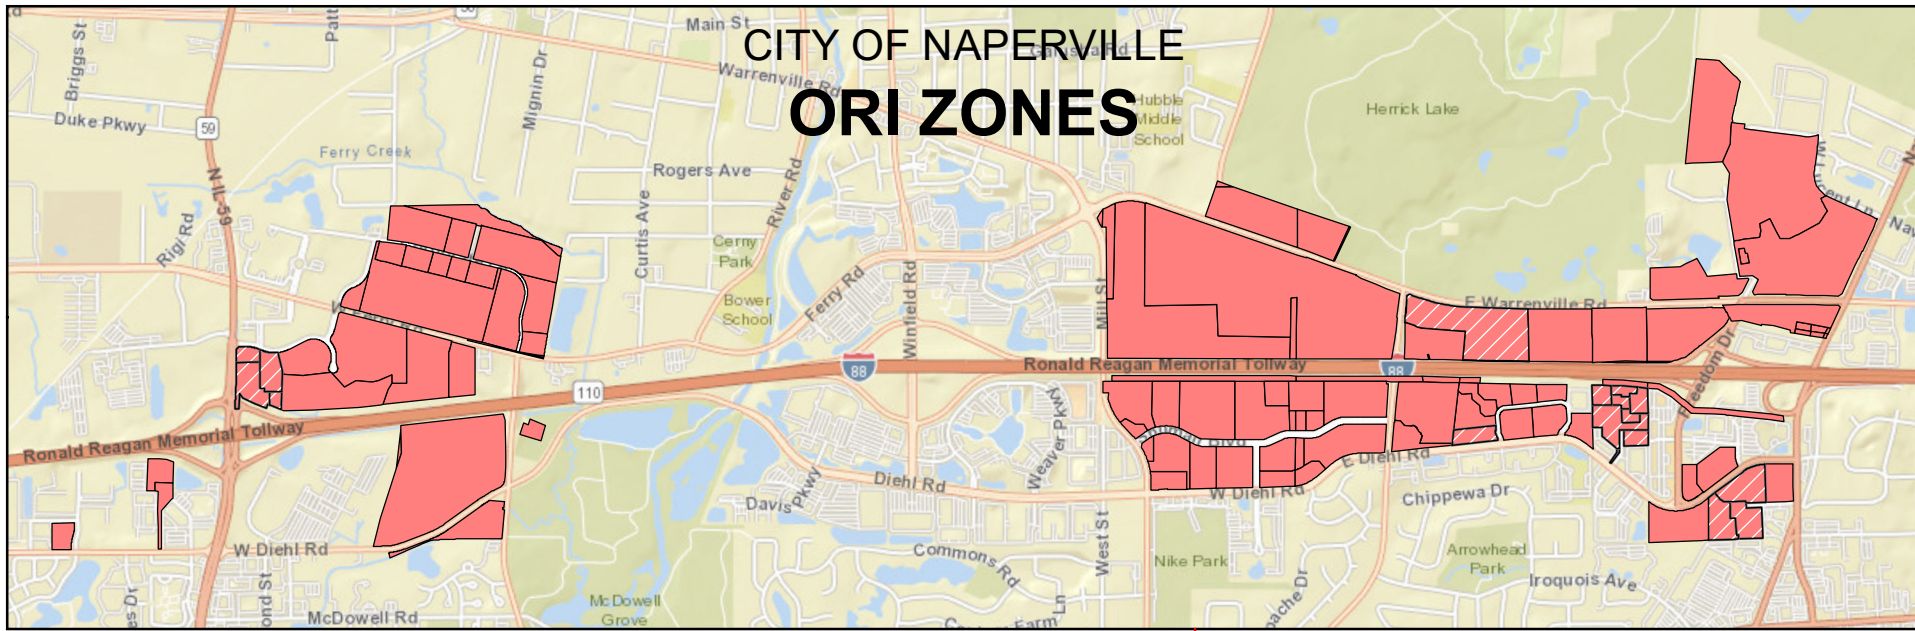 CITY OF NAPERVILLE
ORI ZONES
Main St
Warrenville Rd
Briggs St
Duke Pkwy
59
Mignin Dr
Ferry Creek
Rogers Ave
River Rd
Hubble
Middle
School
Herrick Lake
N IL-59
Rigi Rd
Curtis Ave
Cerny
Park
Bower
School
Ferry Rd
Winfield Rd
Mill St
E Warrenville Rd
Freedom Dr
Ronald Reagan Memorial Tollway
88
88
110
Ronald Reagan Memorial Tollway
Weaver Pkwy
Shuman Blvd
E Diehl Rd
Diehl Rd
W Diehl Rd
Davis
Pkwy
Chippewa Dr
West St
W Diehl Rd
Commons Rd
Nike Park
Arrowhead
Park
Iroquois Ave
McDowell
Grove
McDowell Rd